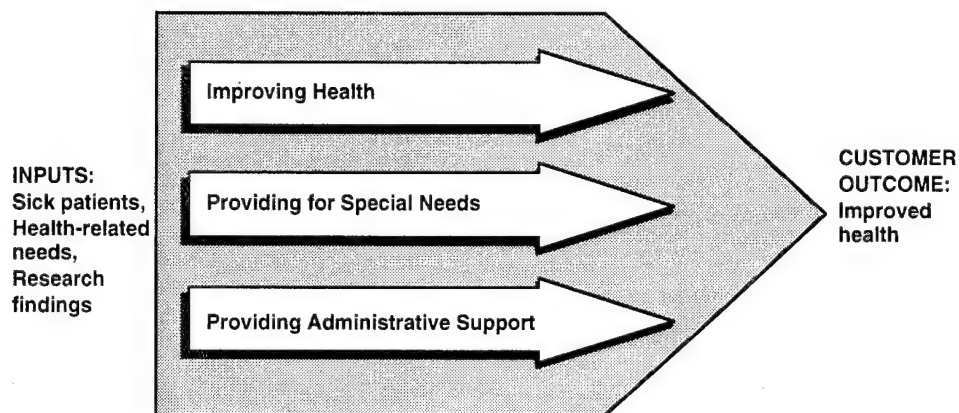 INPUTS:
Sick patients,
Health-related
needs,
Research
findings
Improving Health
Providing for Special Needs
Providing Administrative Support
CUSTOMER
OUTCOME:
Improved
health